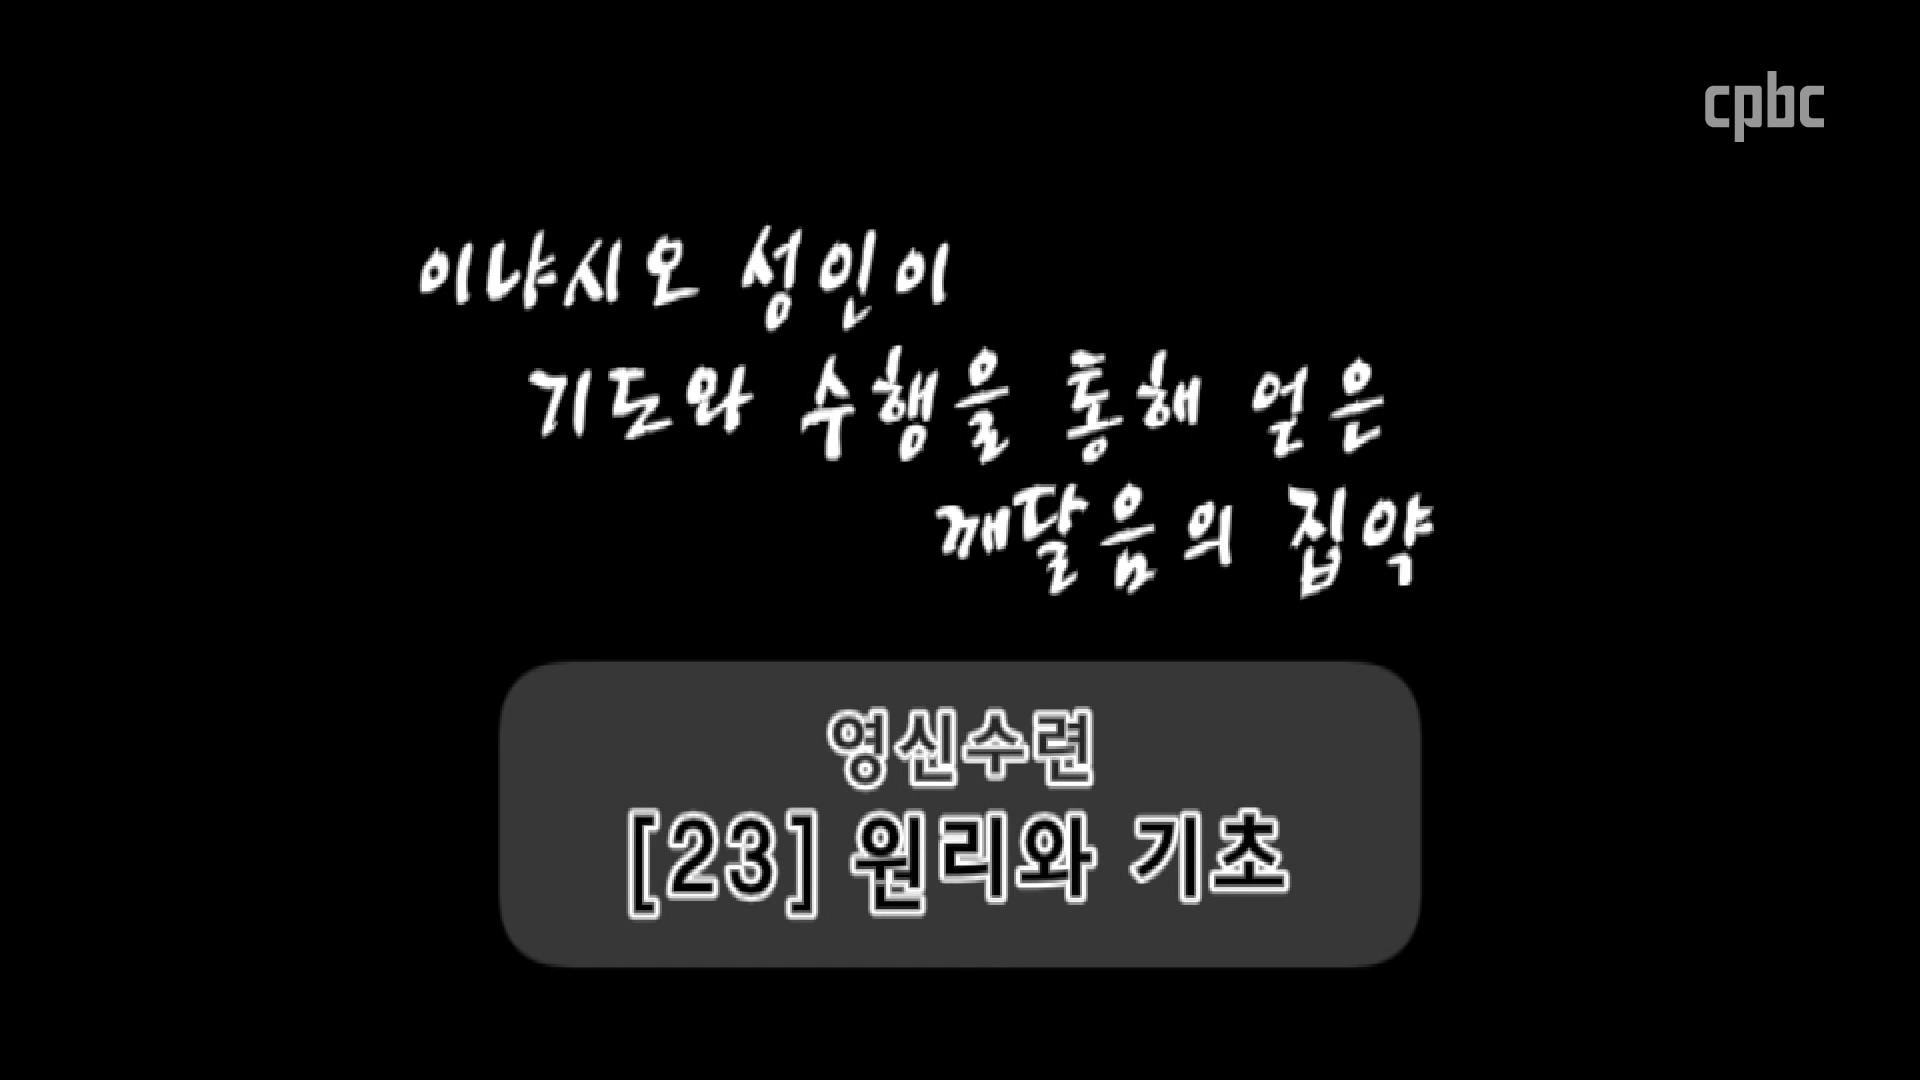 cpbc
이냐시오 성인이
기도와 수행을 통해 얻은
깨달음의 집약
영신수련
[23] 원리와 기초